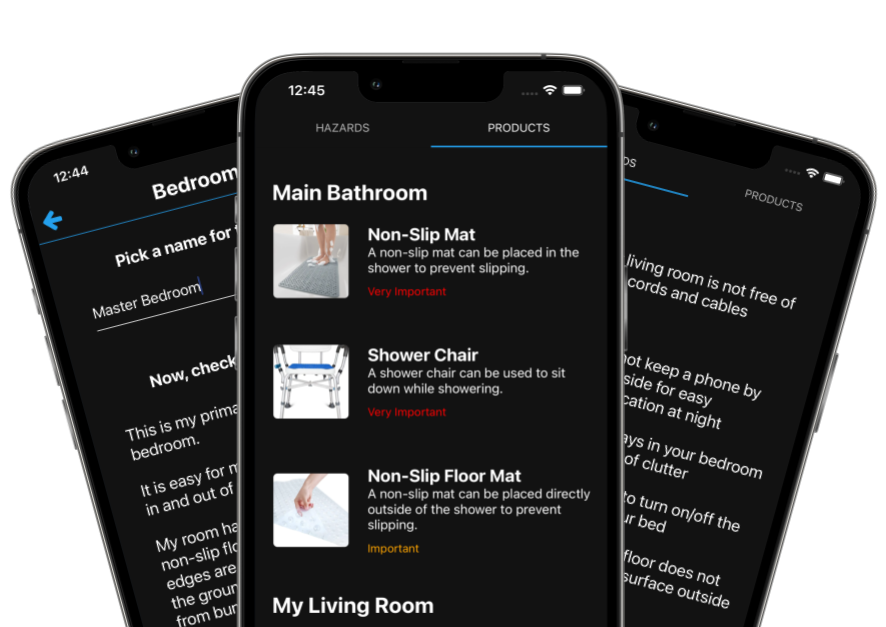 12:44
Bedroom
Pick a name for
Master Bedroom
Now, check
This is my prima
bedroom.
It is easy for m
in and out of
My room ha
non-slip flo
edges are
the groun
from bur
12:45
HAZARDS
PRODUCTS
Main Bathroom
Non-Slip Mat
A non-slip mat can be placed in the
shower to prevent slipping.
Very Important
Shower Chair
A shower chair can be used to sit
down while showering.
Very Important
Non-Slip Floor Mat
A non-slip mat can be placed directly
outside of the shower to prevent
slipping.
Important
My Living Room
DS
PRODUCTS
living room is not free of
cords and cables
not keep a phone by
side for easy
cation at night
ays in your bedroom
of clutter
to turn on/off the
ur bed
floor does not
surface outside